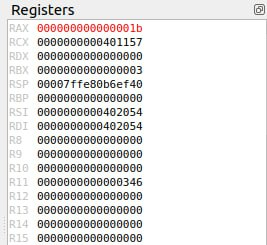 Registers
RAX 000000000000001b
RCX 0000000000401157
RDX 0000000000000000
RBX 0000000000000003
RSP 00007ffe80b6ef40
RBP 0000000000000000
RSI 0000000000402054
RDI 0000000000402054
R8 0000000000000000
R9 0000000000000000
R10 0000000000000000
R11 0000000000000346
R12 0000000000000000
R13 0000000000000000
R14 0000000000000000
R15 0000000000000000